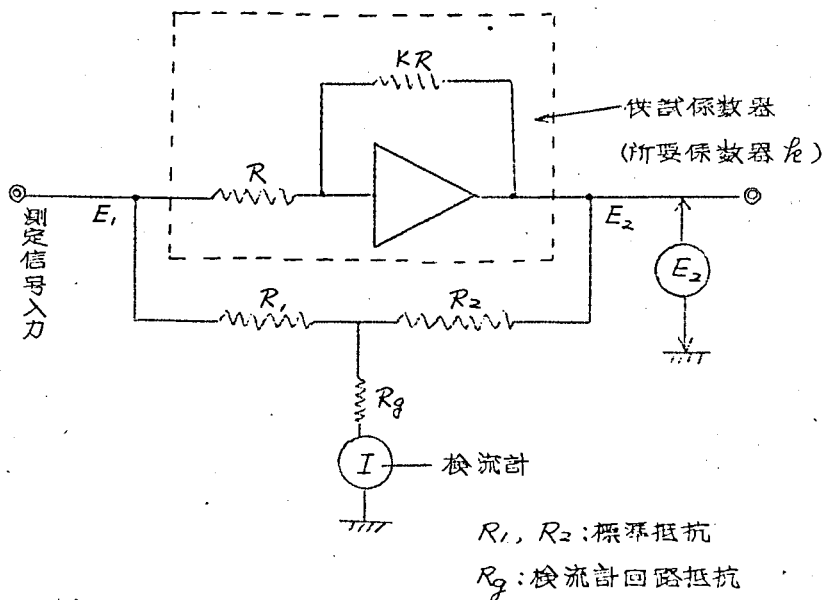 KR
供試係数器
(所要係数器 k)
R
E₁
E₂
測定信号入力
R₁
R₂
E₂
Rg
I
検流計
R₁, R₂:標準抵抗
Rg:検流計回路抵抗